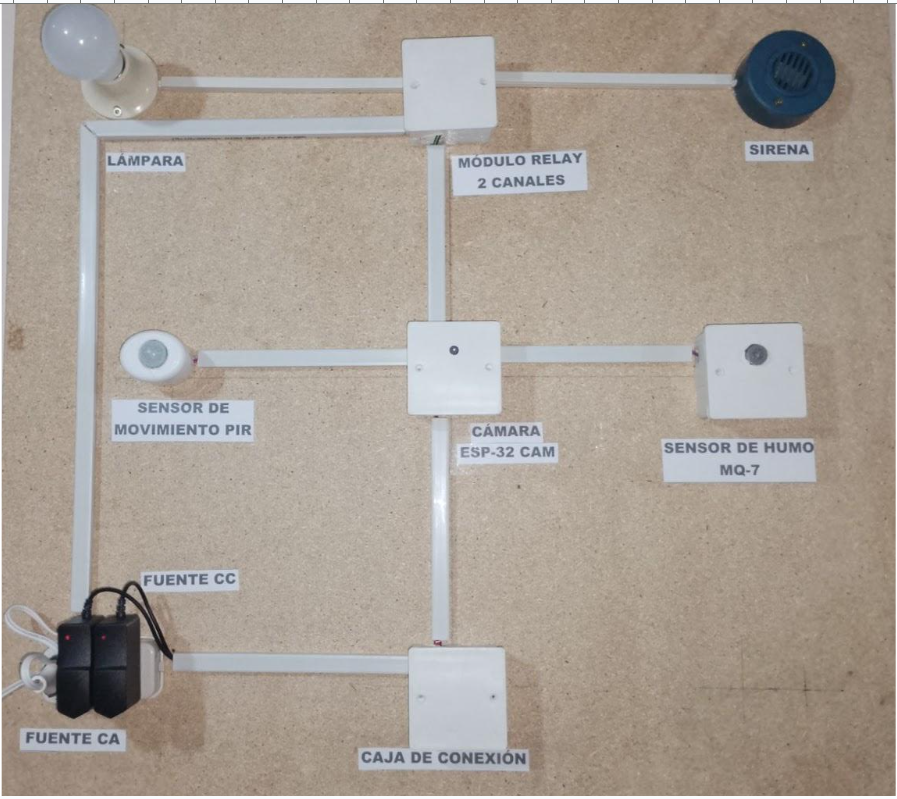 LÁMPARA
MÓDULO RELAY
2 CANALES
SIRENA
SENSOR DE
MOVIMIENTO PIR
CÁMARA
ESP-32 CAM
SENSOR DE HUMO
MQ-7
FUENTE CC
FUENTE CA
CAJA DE CONEXIÓN